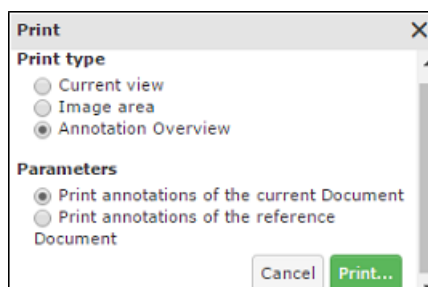 Print
Print type
Current view
Image area
Annotation Overview
Parameters
Print annotations of the current Document
Print annotations of the reference
Document
Cancel Print...